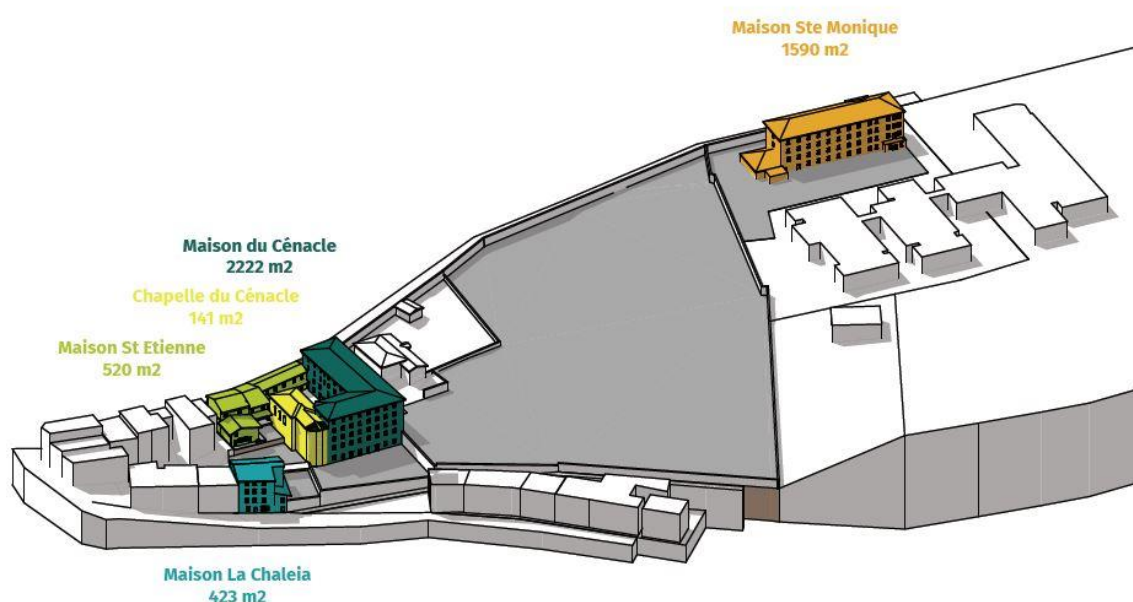 Maison Ste Monique
1590 m2
Maison du Cénacle
2222 m2
Chapelle du Cénacle
141 m2
Maison St Etienne
520 m2
Maison La Chaleia
423 m2